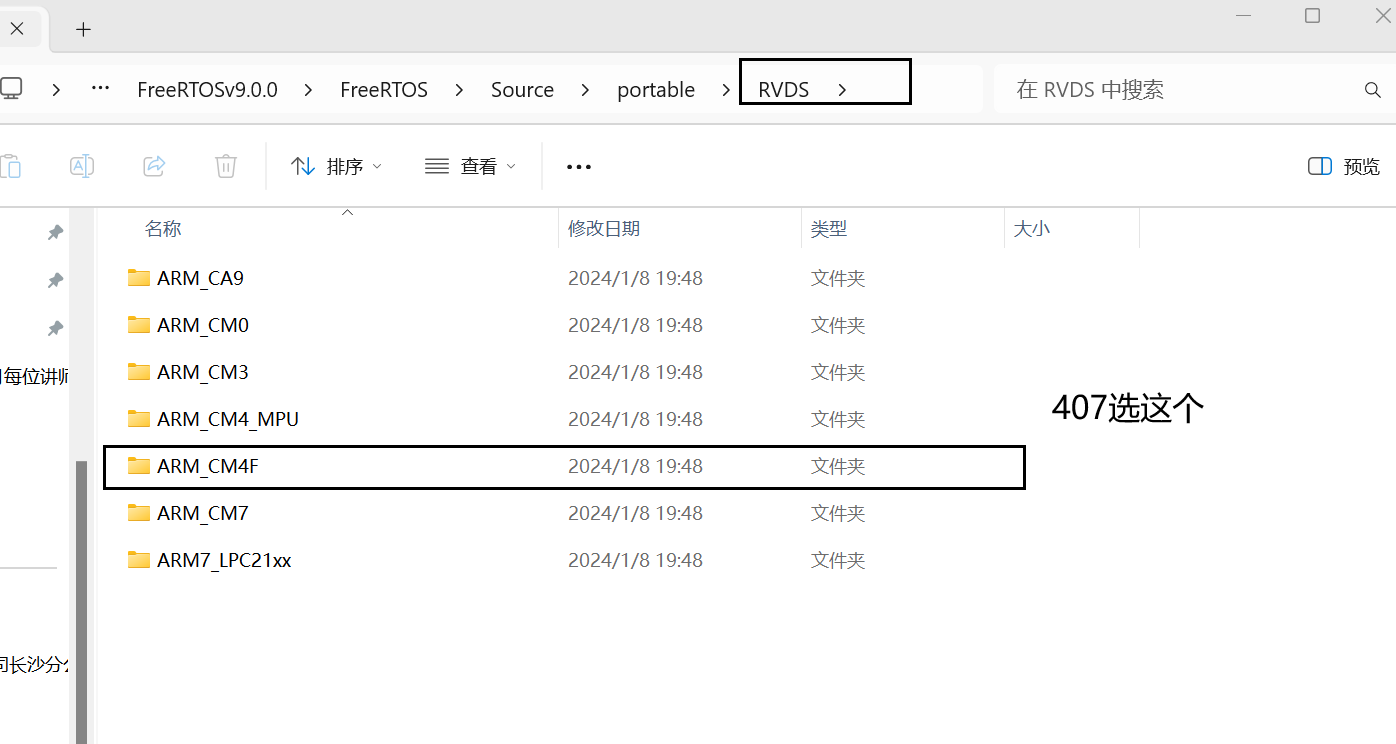 FreeRTOSv9.0.0 > FreeRTOS > Source > portable > RVDS >
在 RVDS 中搜索
排序 查看 预览
名称 修改日期 类型 大小
ARM_CA9 2024/1/8 19:48 文件夹
ARM_CM0 2024/1/8 19:48 文件夹
ARM_CM3 2024/1/8 19:48 文件夹
每位讲师
ARM_CM4_MPU 2024/1/8 19:48 文件夹
407选这个
ARM_CM4F 2024/1/8 19:48 文件夹
ARM_CM7 2024/1/8 19:48 文件夹
ARM7_LPC21xx 2024/1/8 19:48 文件夹
司长沙分公